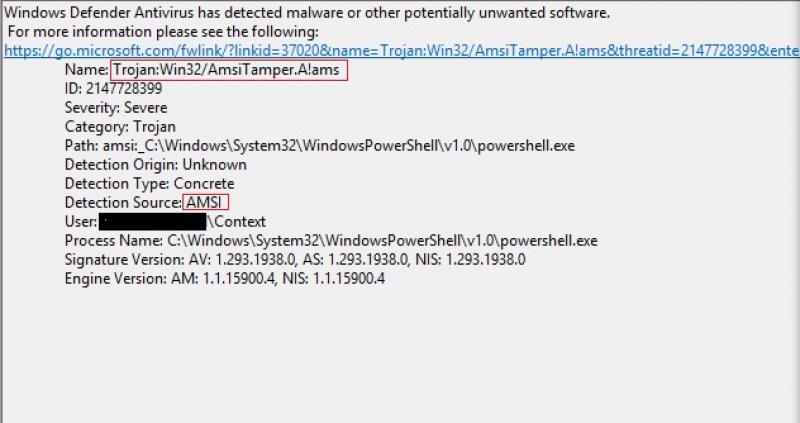 Windows Defender Antivirus has detected malware or other potentially unwanted software.
For more information please see the following:
https://go.microsoft.com/fwlink/?linkid=37020&name=Trojan:Win32/AmsiTamper.A!ams&threatid=2147728399&ente
Name: Trojan:Win32/AmsiTamper.A!ams
ID: 2147728399
Severity: Severe
Category: Trojan
Path: amsi:_C:\Windows\System32\WindowsPowerShell\v1.0\powershell.exe
Detection Origin: Unknown
Detection Type: Concrete
Detection Source: AMSI
User: \Context
Process Name: C:\Windows\System32\WindowsPowerShell\v1.0\powershell.exe
Signature Version: AV: 1.293.1938.0, AS: 1.293.1938.0, NIS: 1.293.1938.0
Engine Version: AM: 1.1.15900.4, NIS: 1.1.15900.4